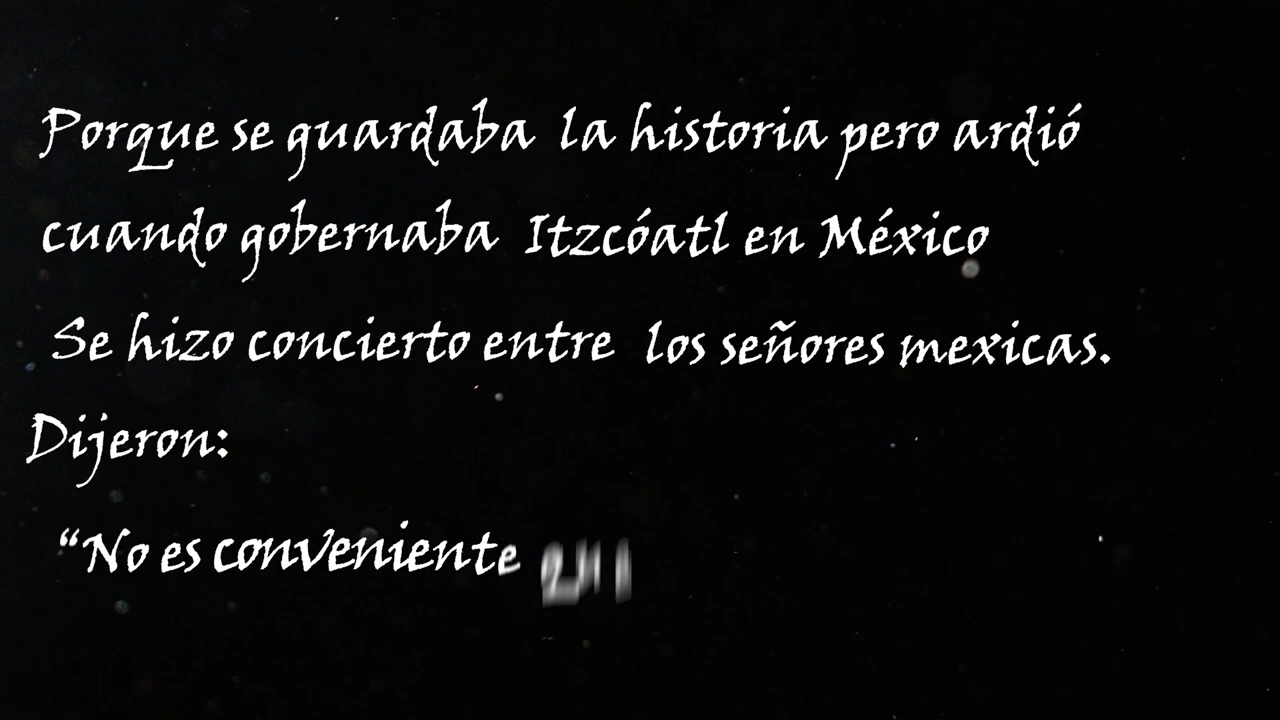 Porque se guardaba la historia pero ardió
cuando gobernaba Itzcóatl en México
Se hizo concierto entre los señores mexicas.
Dijeron:
“No es conveniente